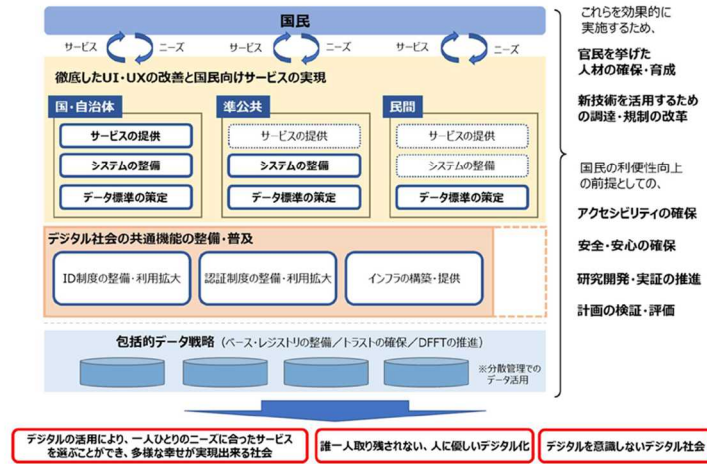 国民
サービス ニーズ サービス ニーズ サービス ニーズ
徹底したUI・UXの改善と国民向けサービスの実現
国・自治体
サービスの提供
システムの整備
データ標準の策定
準公共
サービスの提供
システムの整備
データ標準の策定
民間
サービスの提供
システムの整備
データ標準の策定
デジタル社会の共通機能の整備・普及
ID制度の整備・利用拡大
認証制度の整備・利用拡大
インフラの構築・提供
包括的データ戦略（ベース・レジストリの整備／トラストの確保／DFFTの推進）
※分散管理での
データ活用
これらを効果的に
実施するため、
官民を挙げた
人材の確保・育成
新技術を活用するため
の調達・規制の改革
国民の利便性向上
の前提としての、
アクセシビリティの確保
安全・安心の確保
研究開発・実証の推進
計画の検証・評価
デジタルの活用により、一人ひとりのニーズに合ったサービス
を選ぶことができ、多様な幸せが実現出来る社会
誰一人取り残されない、人に優しいデジタル化
デジタルを意識しないデジタル社会